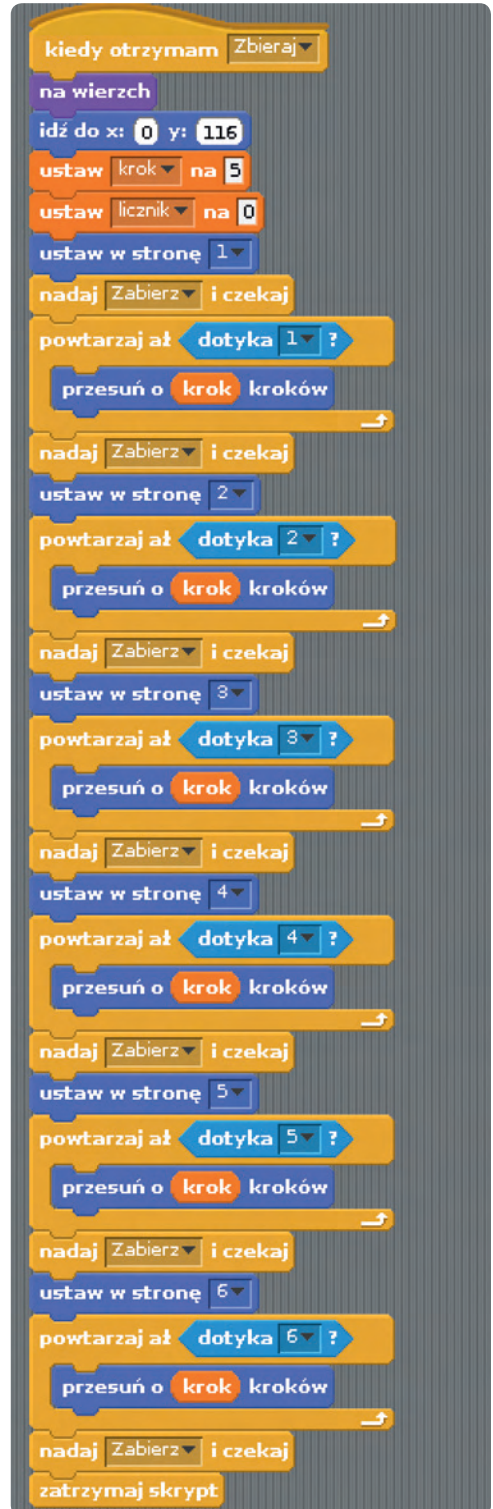 kiedy otrzymam Zbieraj
na wierzch
idź do x: 0 y: 116
ustaw krok na 5
ustaw licznik na 0
ustaw w stronę 1
nadaj Zabierz i czekaj
powtarzaj aż dotyka 1 ?
przesuń o krok kroków
nadaj Zabierz i czekaj
ustaw w stronę 2
powtarzaj aż dotyka 2 ?
przesuń o krok kroków
nadaj Zabierz i czekaj
ustaw w stronę 3
powtarzaj aż dotyka 3 ?
przesuń o krok kroków
nadaj Zabierz i czekaj
ustaw w stronę 4
powtarzaj aż dotyka 4 ?
przesuń o krok kroków
nadaj Zabierz i czekaj
ustaw w stronę 5
powtarzaj aż dotyka 5 ?
przesuń o krok kroków
nadaj Zabierz i czekaj
ustaw w stronę 6
powtarzaj aż dotyka 6 ?
przesuń o krok kroków
nadaj Zabierz i czekaj
zatrzymaj skrypt